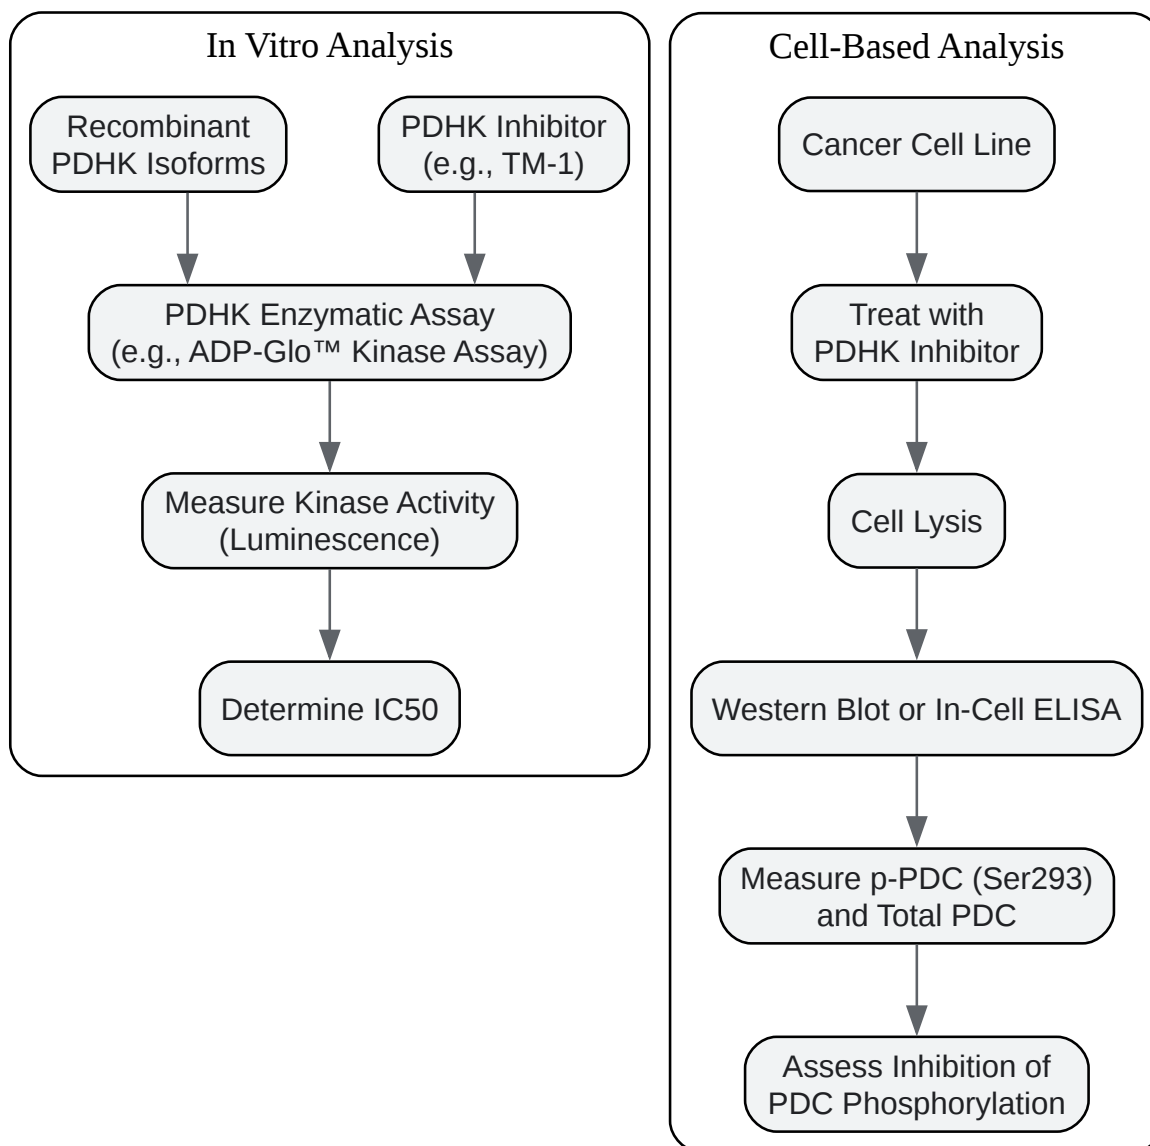 In Vitro Analysis
Recombinant
PDHK Isoforms
PDHK Inhibitor
(e.g., TM-1)
PDHK Enzymatic Assay
(e.g., ADP-Glo™ Kinase Assay)
Measure Kinase Activity
(Luminescence)
Determine IC50
Cell-Based Analysis
Cancer Cell Line
Treat with
PDHK Inhibitor
Cell Lysis
Western Blot or In-Cell ELISA
Measure p-PDC (Ser293)
and Total PDC
Assess Inhibition of
PDC Phosphorylation